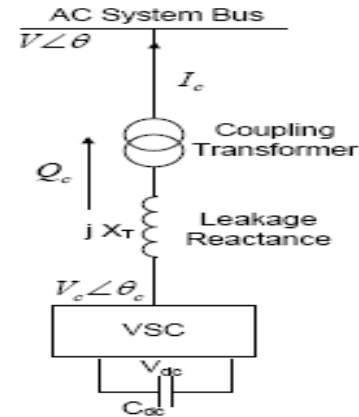 AC System Bus
V∠θ
I_c
Coupling
Transformer
Q_c
j X_T
Leakage
Reactance
V_c∠θ_c
VSC
V_dc
C_dc